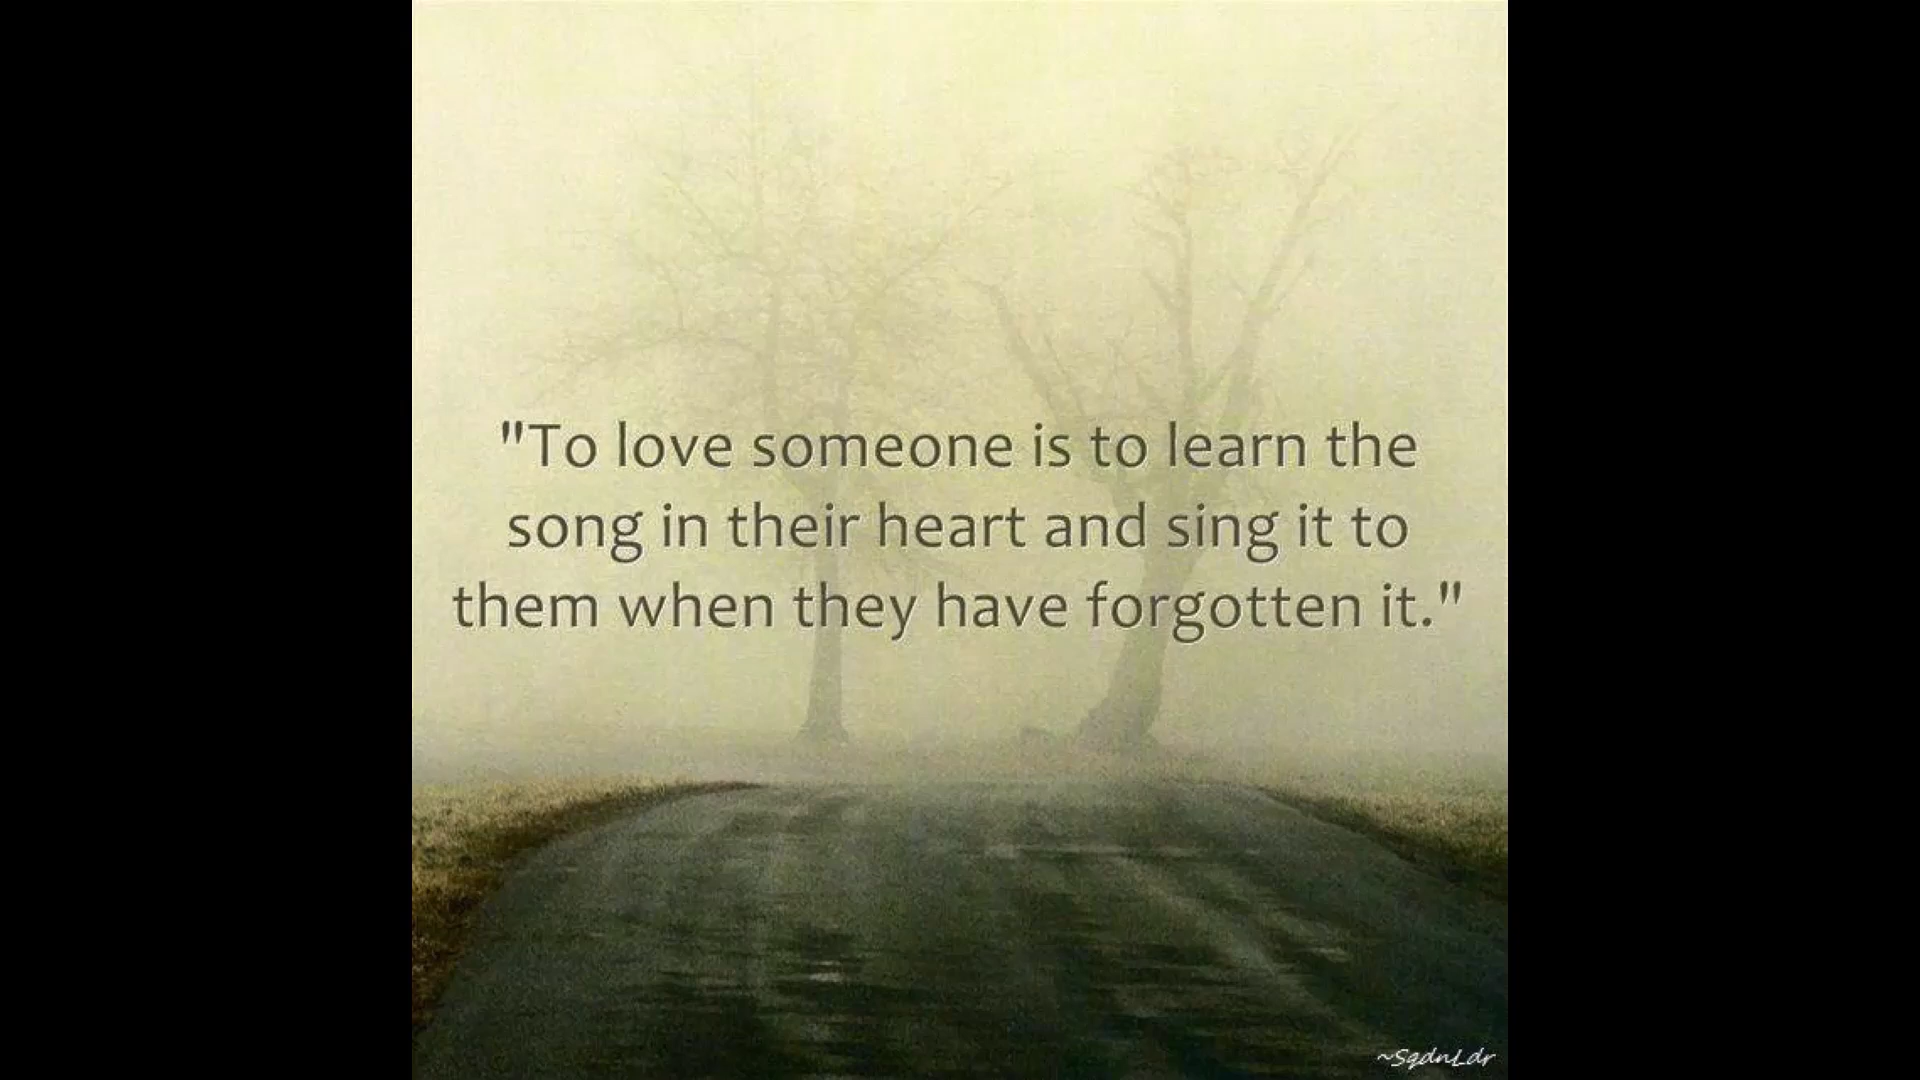 "To love someone is to learn the
song in their heart and sing it to
them when they have forgotten it."
~SgdnLdr